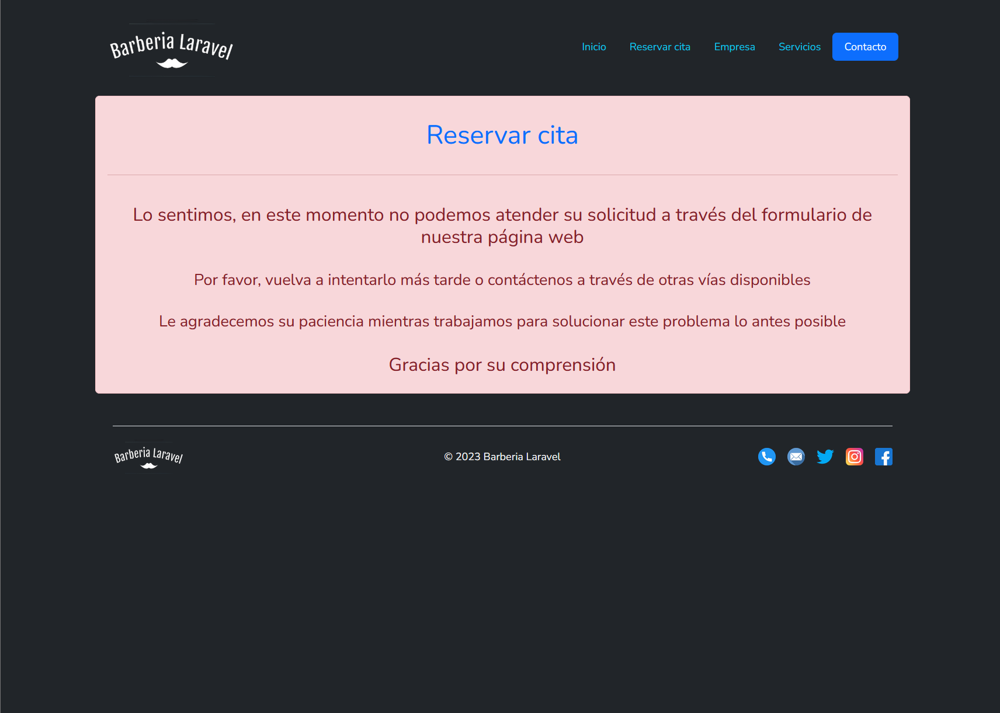 Barberia Laravel
Inicio
Reservar cita
Empresa
Servicios
Contacto
Reservar cita
Lo sentimos, en este momento no podemos atender su solicitud a través del formulario de
nuestra página web
Por favor, vuelva a intentarlo más tarde o contáctenos a través de otras vías disponibles
Le agradecemos su paciencia mientras trabajamos para solucionar este problema lo antes posible
Gracias por su comprensión
Barberia Laravel
© 2023 Barberia Laravel